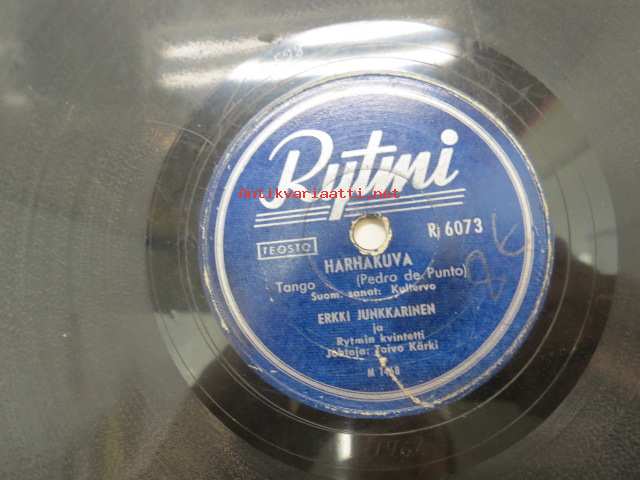 Rytmi
antikvariaatti.net
TEOSTO
R 6073
HARHAKUVA
Tango (Pedro de Punto)
Suom. sanat: Kullervo
ERKKI JUNKKARINEN
ja
Rytmin kvintetti
Johtaja: Toivo Kärki